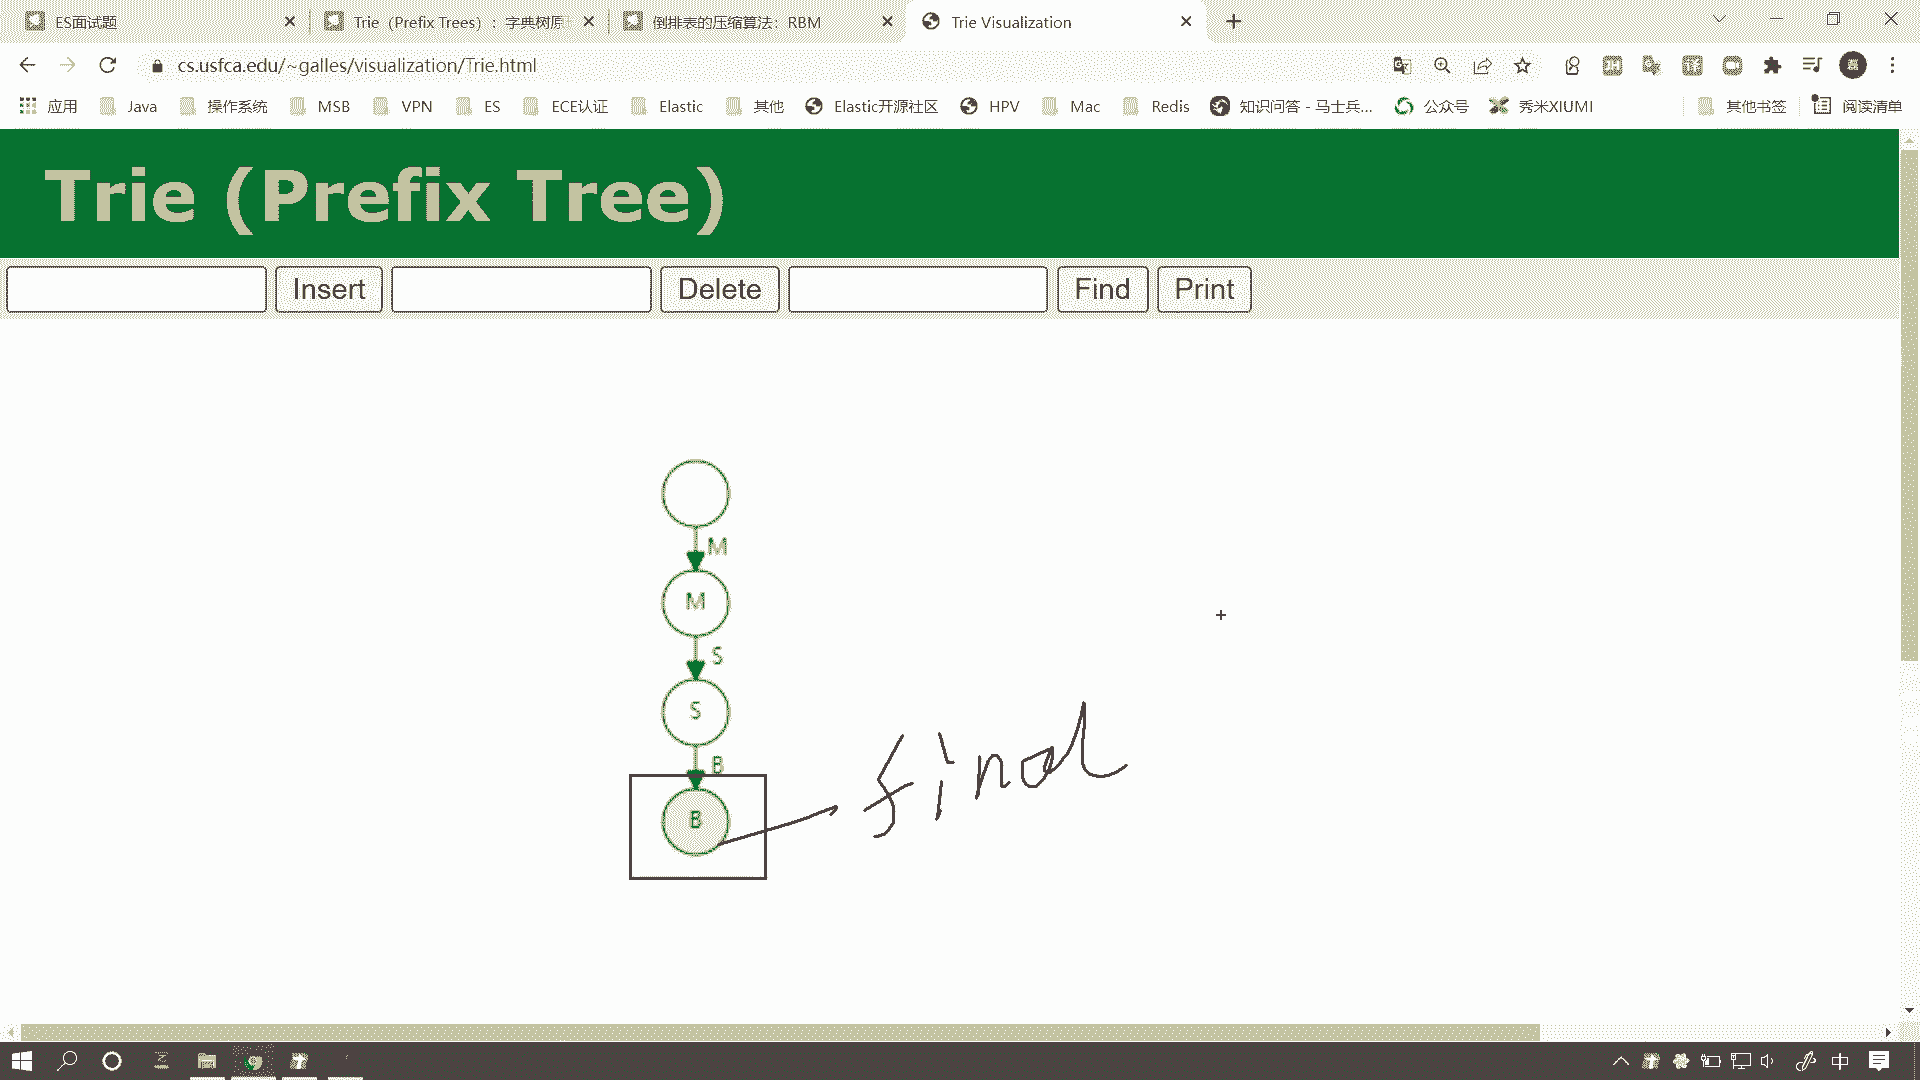 ES面试题
Trie（Prefix Trees）：字典树原
倒排表的压缩算法：RBM
Trie Visualization
cs.usfca.edu/~galles/visualization/Trie.html
应用 Java 操作系统 MSB VPN ES ECE认证 Elastic 其他 Elastic开源社区 HPV Mac Redis 知识问答 - 马士兵... 公众号 秀米XIUMI 其他书签 阅读清单
Trie (Prefix Tree)
Insert Delete Find Print
M
M
S
S
B
B
final
中